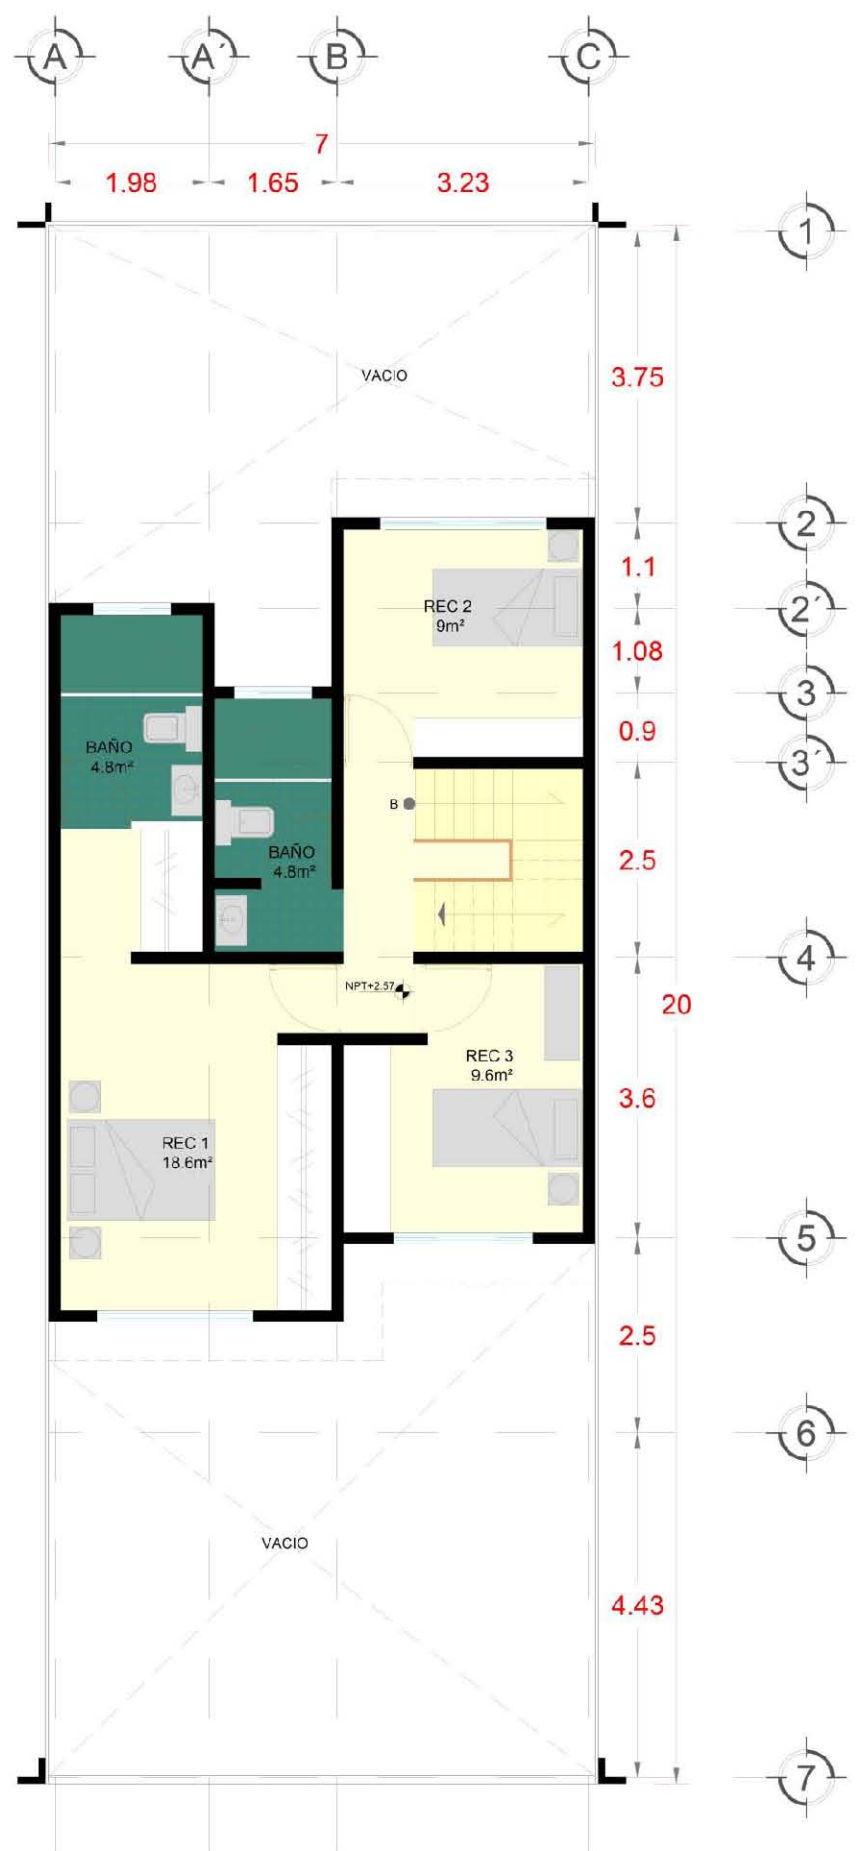 A A´ B C
7
1.98 1.65 3.23
1
VACIO
3.75
2
1.1
REC 2
9m²
2´
1.08
3
0.9
BAÑO
4.8m²
3´
B
BAÑO
4.8m²
2.5
4
NPT+2.57
20
REC 3
9.6m²
3.6
REC 1
18.6m²
5
2.5
6
VACIO
4.43
7